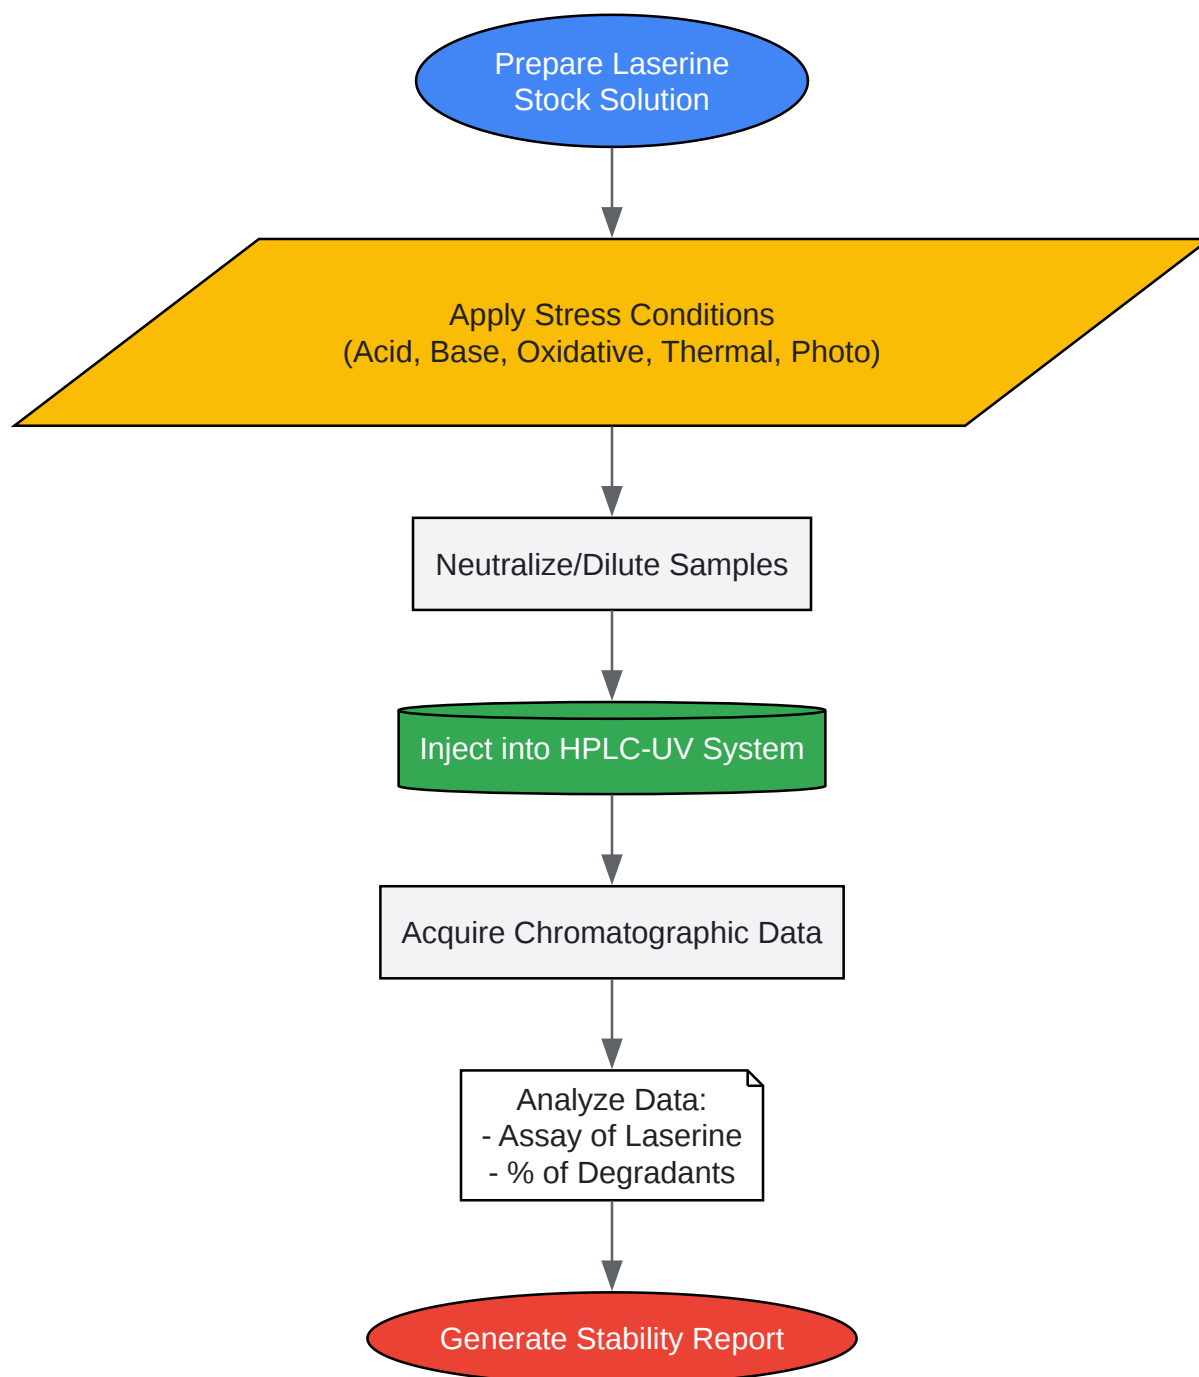 Prepare Laserine
Stock Solution
Apply Stress Conditions
(Acid, Base, Oxidative, Thermal, Photo)
Neutralize/Dilute Samples
Inject into HPLC-UV System
Acquire Chromatographic Data
Analyze Data:
- Assay of Laserine
- % of Degradants
Generate Stability Report